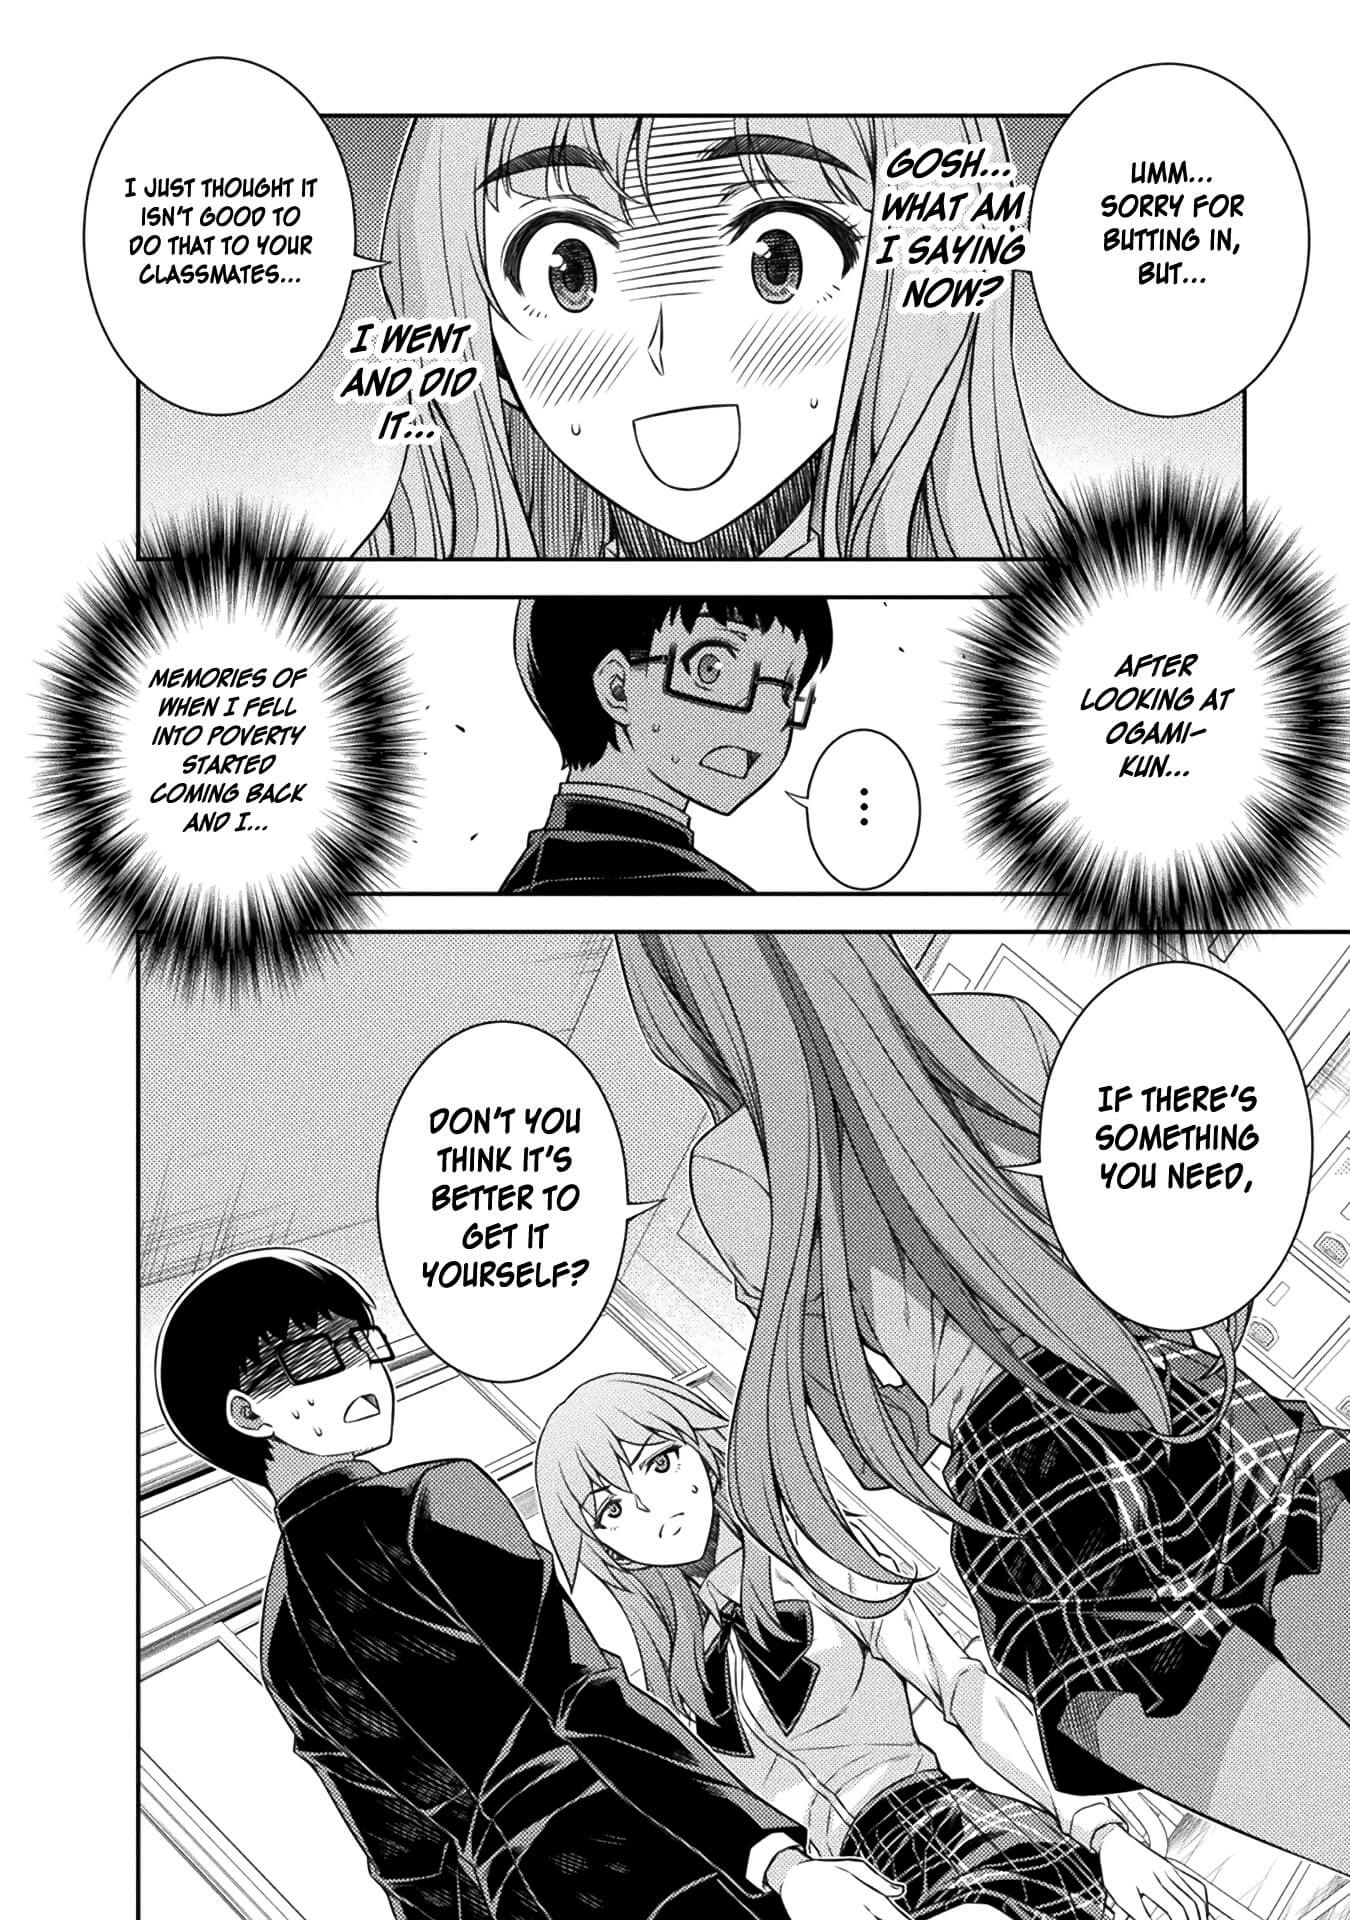 UMM...
SORRY FOR
BUTTING IN,
BUT...
GOSH...
WHAT AM
I SAYING
NOW?
I JUST THOUGHT IT
ISN'T GOOD TO
DO THAT TO YOUR
CLASSMATES...
I WENT
AND DID
IT...
AFTER
LOOKING AT
OGAMI-
KUN...
...
MEMORIES OF
WHEN I FELL
INTO POVERTY
STARTED
COMING BACK
AND I...
IF THERE'S
SOMETHING
YOU NEED,
DON'T YOU
THINK IT'S
BETTER TO
GET IT
YOURSELF?